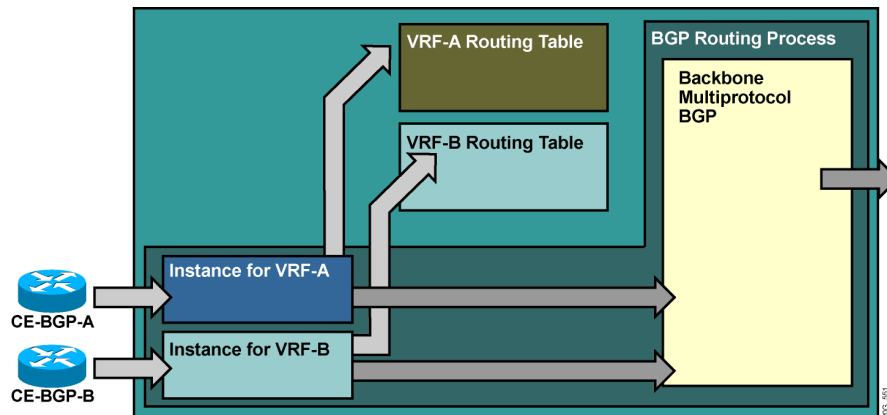 VRF-A Routing Table
BGP Routing Process
Backbone
Multiprotocol
BGP
VRF-B Routing Table
Instance for VRF-A
CE-BGP-A
Instance for VRF-B
CE-BGP-B